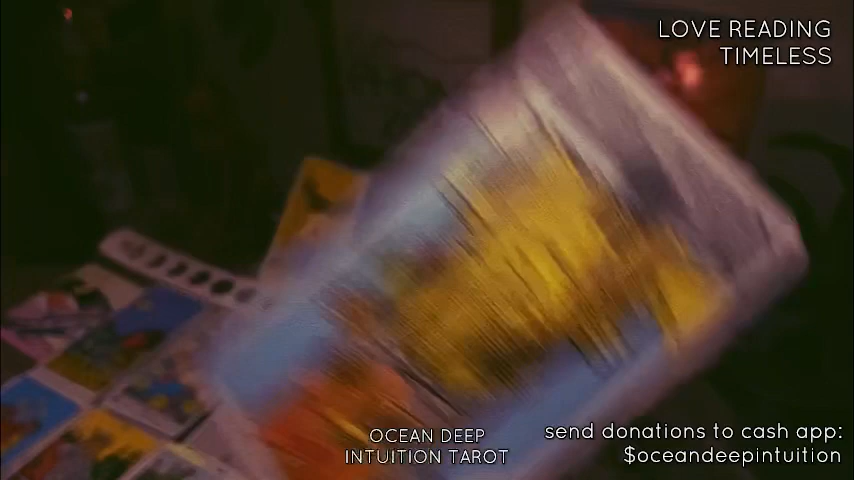 LOVE READING
TIMELESS
OCEAN DEEP
INTUITION TAROT
send donations to cash app:
$oceandeepintuition